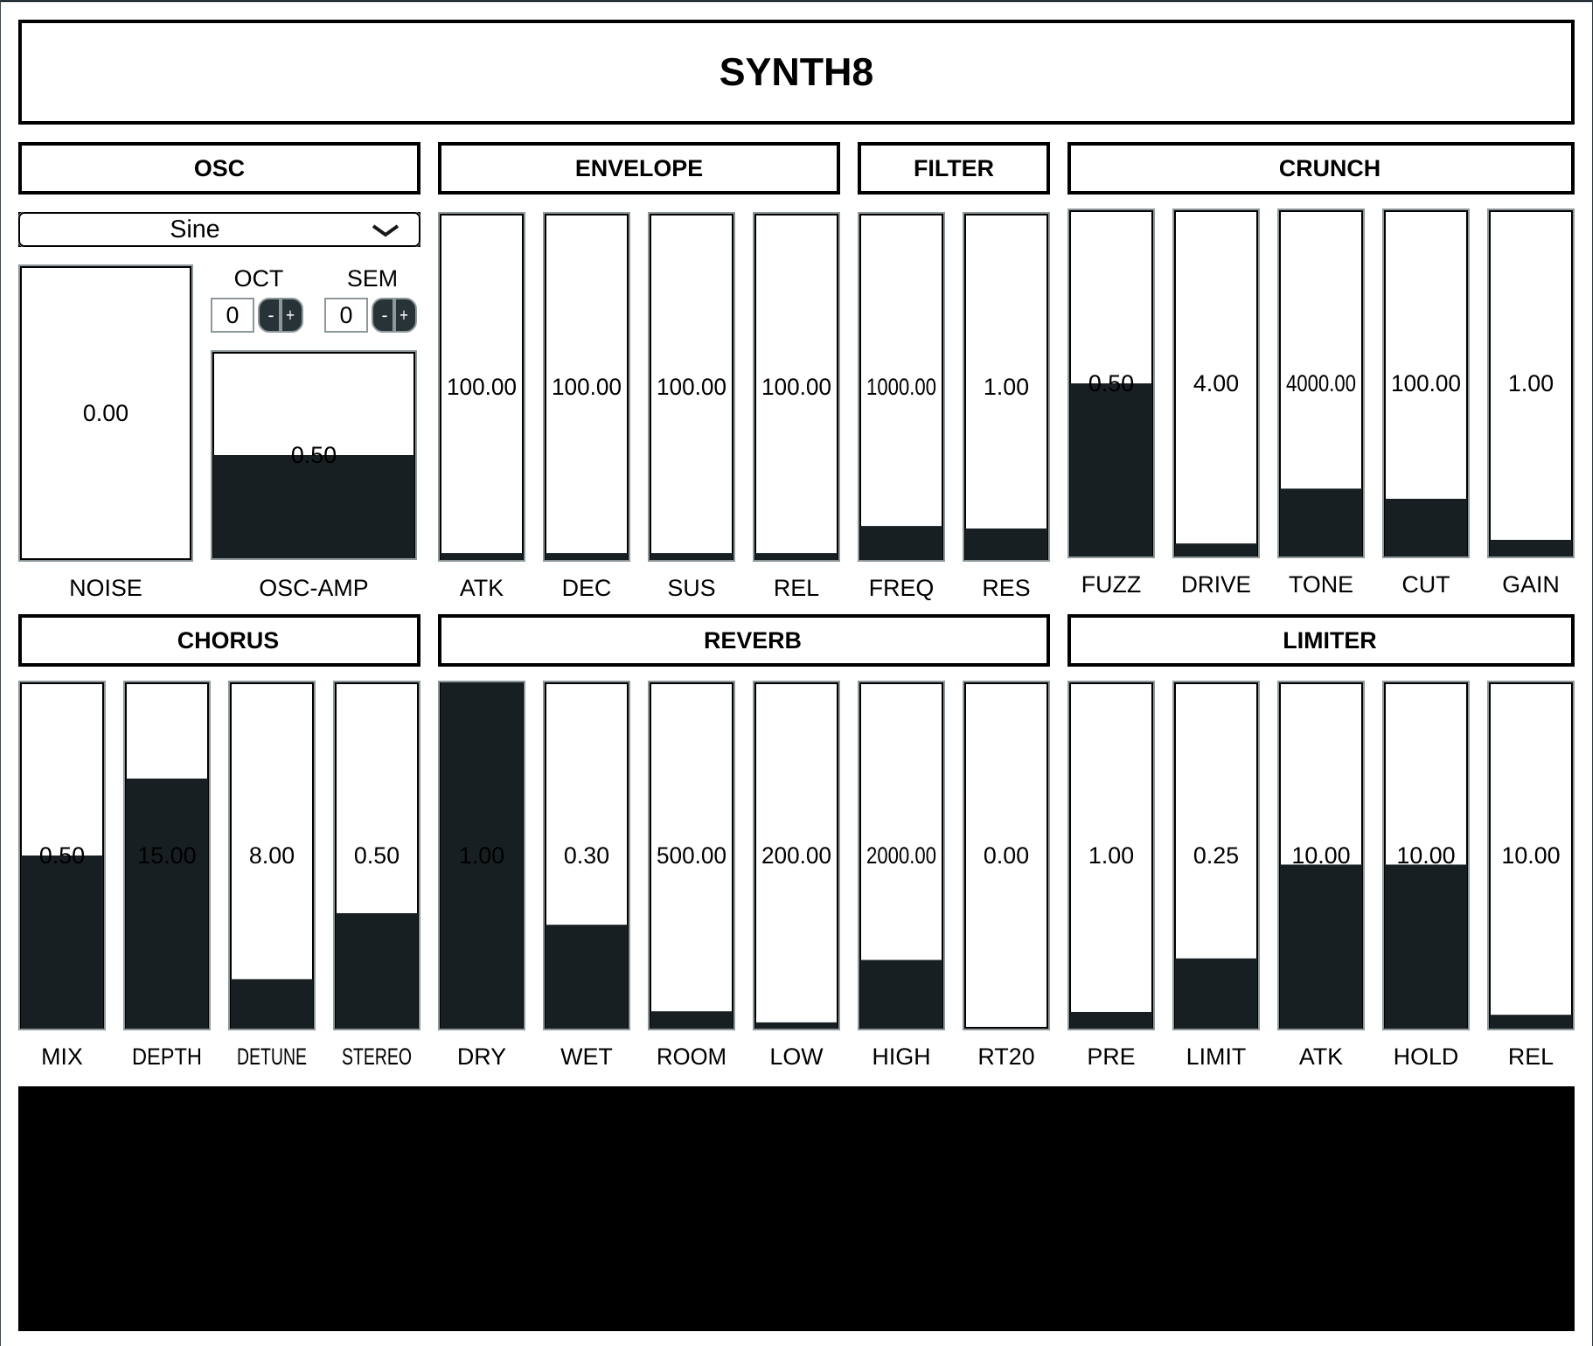 SYNTH8
OSC
ENVELOPE
FILTER
CRUNCH
Sine
OCT
SEM
0 - +
0 - +
0.00
0.50
100.00
100.00
100.00
100.00
1000.00
1.00
0.50
4.00
4000.00
100.00
1.00
NOISE
OSC-AMP
ATK
DEC
SUS
REL
FREQ
RES
FUZZ
DRIVE
TONE
CUT
GAIN
CHORUS
REVERB
LIMITER
0.50
15.00
8.00
0.50
1.00
0.30
500.00
200.00
2000.00
0.00
1.00
0.25
10.00
10.00
10.00
MIX
DEPTH
DETUNE
STEREO
DRY
WET
ROOM
LOW
HIGH
RT20
PRE
LIMIT
ATK
HOLD
REL